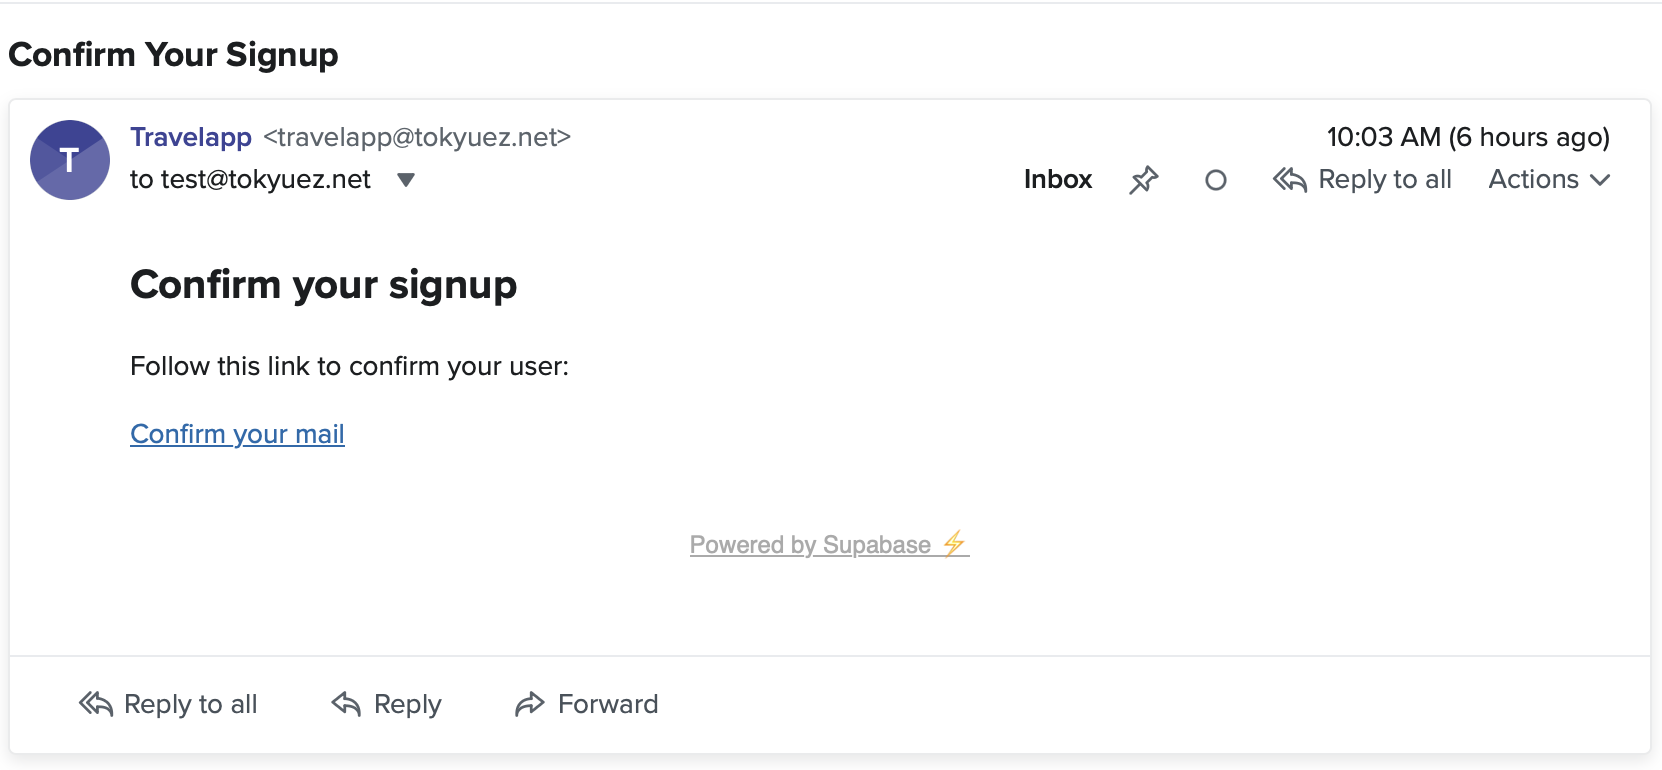 Confirm Your Signup
T
Travelapp <travelapp@tokyuez.net>
10:03 AM (6 hours ago)
to test@tokyuez.net
Inbox
Reply to all
Actions
Confirm your signup
Follow this link to confirm your user:
Confirm your mail
Powered by Supabase ⚡
Reply to all
Reply
Forward